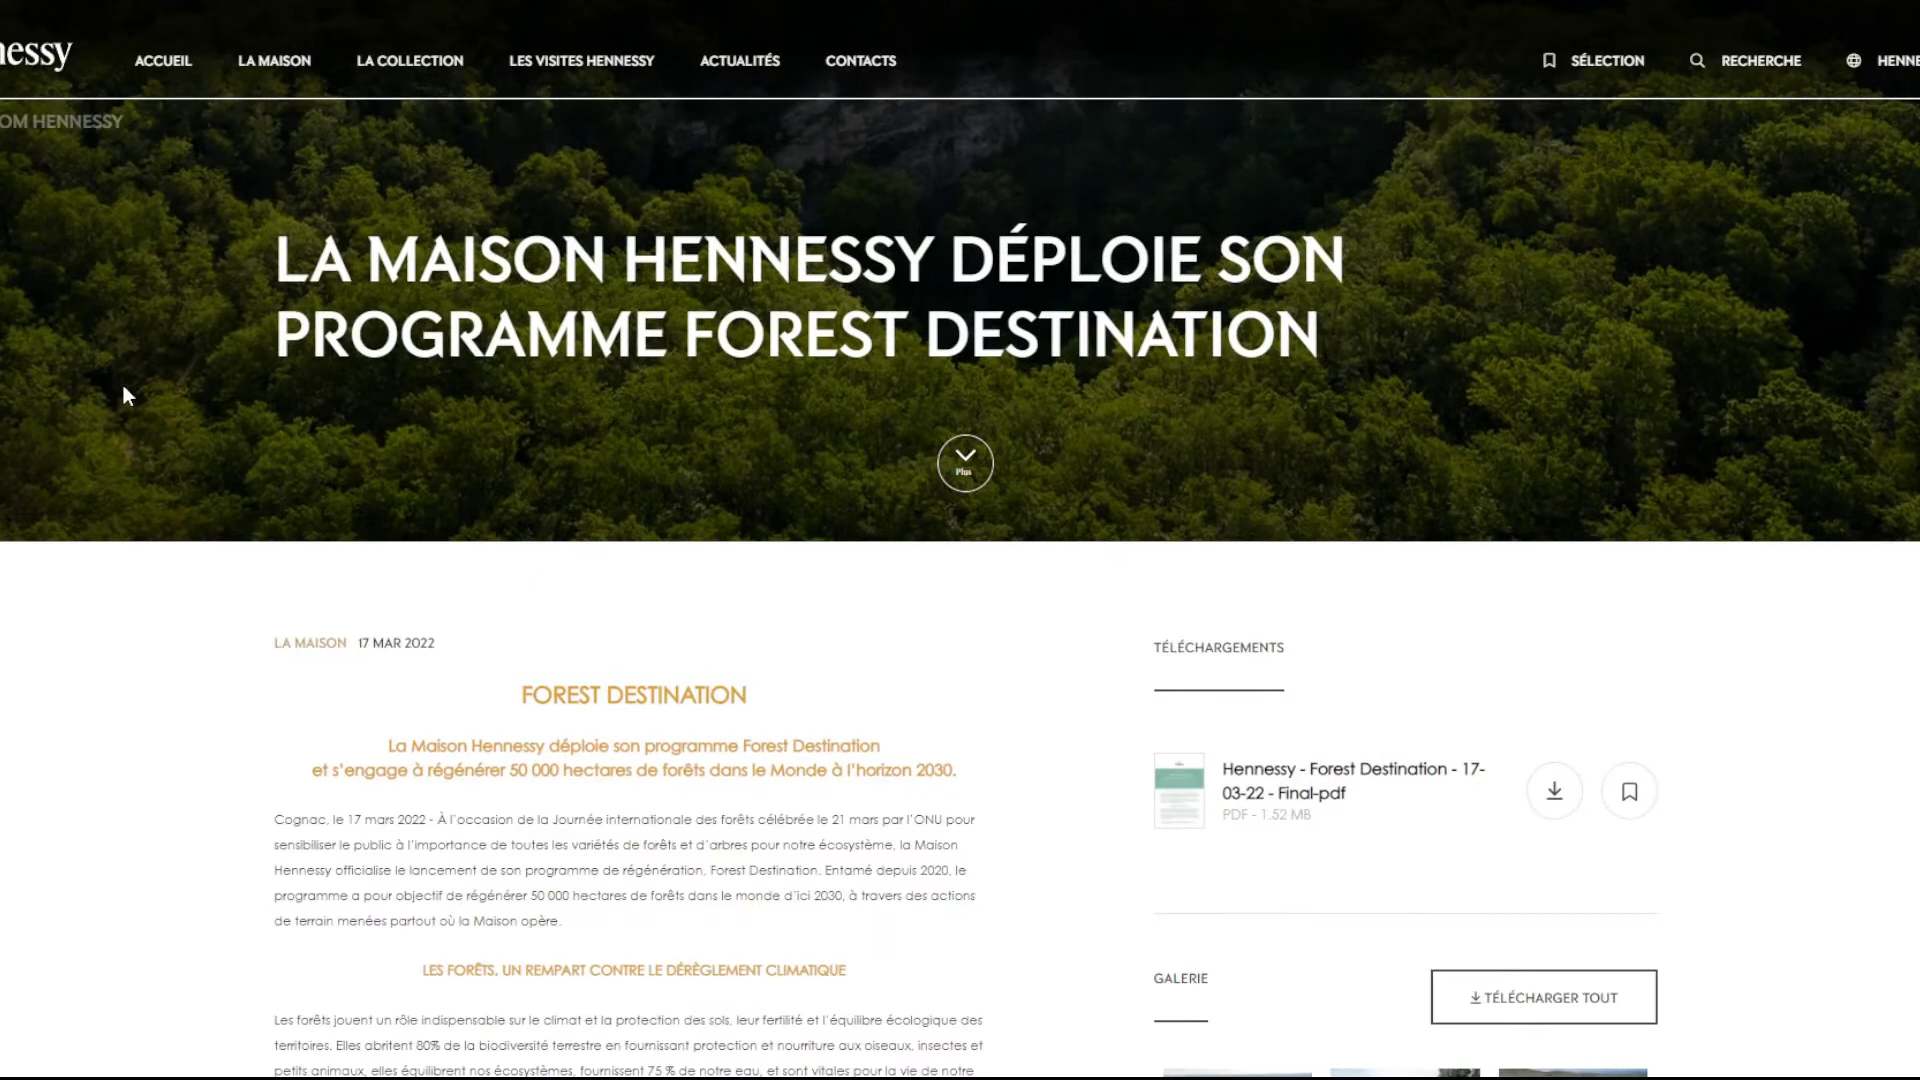 nessy
ACCUEIL LA MAISON LA COLLECTION LES VISITES HENNESSY ACTUALITÉS CONTACTS SÉLECTION RECHERCHE HENNE
OM HENNESSY
LA MAISON HENNESSY DÉPLOIE SON
PROGRAMME FOREST DESTINATION
Plus
LA MAISON 17 MAR 2022
FOREST DESTINATION
La Maison Hennessy déploie son programme Forest Destination
et s'engage à régénérer 50 000 hectares de forêts dans le Monde à l'horizon 2030.
Cognac, le 17 mars 2022 - À l'occasion de la Journée internationale des forêts célébrée le 21 mars par l'ONU pour
sensibiliser le public à l'importance de toutes les variétés de forêts et d'arbres pour notre écosystème, la Maison
Hennessy officialise le lancement de son programme de régénération, Forest Destination. Entamé depuis 2020, le
programme a pour objectif de régénérer 50 000 hectares de forêts dans le monde d'ici 2030, à travers des actions
de terrain menées partout où la Maison opère.
LES FORÊTS, UN REMPART CONTRE LE DÉRÈGLEMENT CLIMATIQUE
Les forêts jouent un rôle indispensable sur le climat et la protection des sols, leur fertilité et l'équilibre écologique des
territoires. Elles abritent 80% de la biodiversité terrestre en fournissant protection et nourriture aux oiseaux, insectes et
petits animaux, elles équilibrent nos écosystèmes, fournissent 75 % de notre eau, et sont vitales pour la vie de notre
TÉLÉCHARGEMENTS
Hennessy - Forest Destination - 17-
03-22 - Final-pdf
PDF - 1.52 MB
GALERIE
TÉLÉCHARGER TOUT